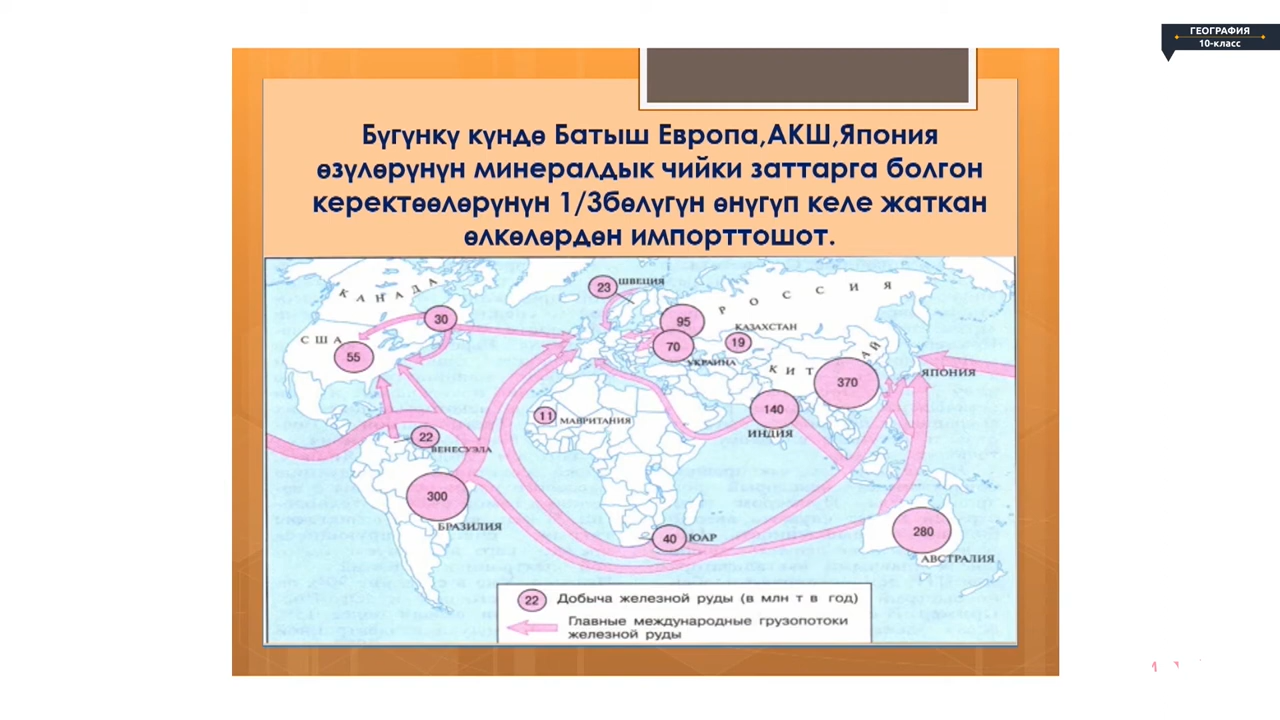 ГЕОГРАФИЯ
10-класс
Бүгүнкү күндө Батыш Европа,АКШ,Япония
өзүлөрүнүн минералдык чийки заттарга болгон
керектөөлөрүнүн 1/3бөлүгүн өнүгүп келе жаткан
өлкөлөрдөн импорттошот.
КАНАДА
30
США
55
23
ШВЕЦИЯ
РОССИЯ
95
70
УКРАИНА
КАЗАХСТАН
19
КИТАЙ
370
ЯПОНИЯ
140
ИНДИЯ
11
МАВРИТАНИЯ
22
ВЕНЕСУЭЛА
300
БРАЗИЛИЯ
40
ЮАР
280
АВСТРАЛИЯ
22
Добыча железной руды (в млн т в год)
Главные международные грузопотоки
железной руды